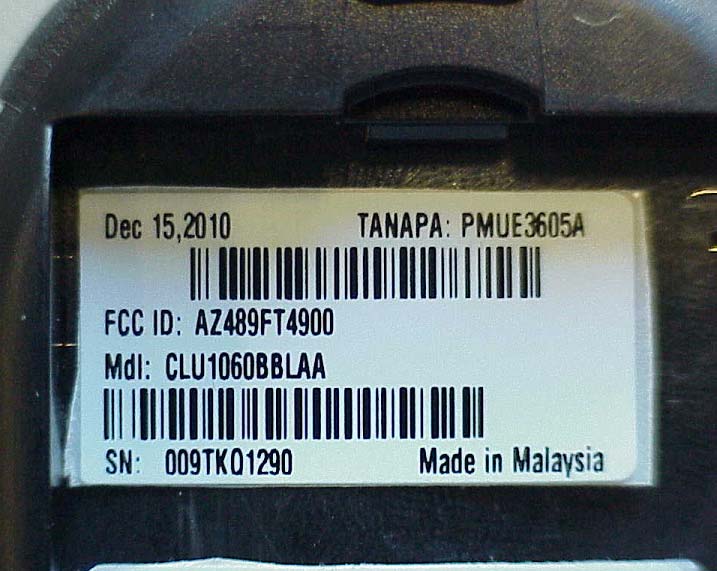 Dec 15,2010 TANAPA: PMUE3605A
FCC ID: AZ489FT4900
Mdl: CLU1060BBLAA
SN: 009TKQ1290 Made in Malaysia